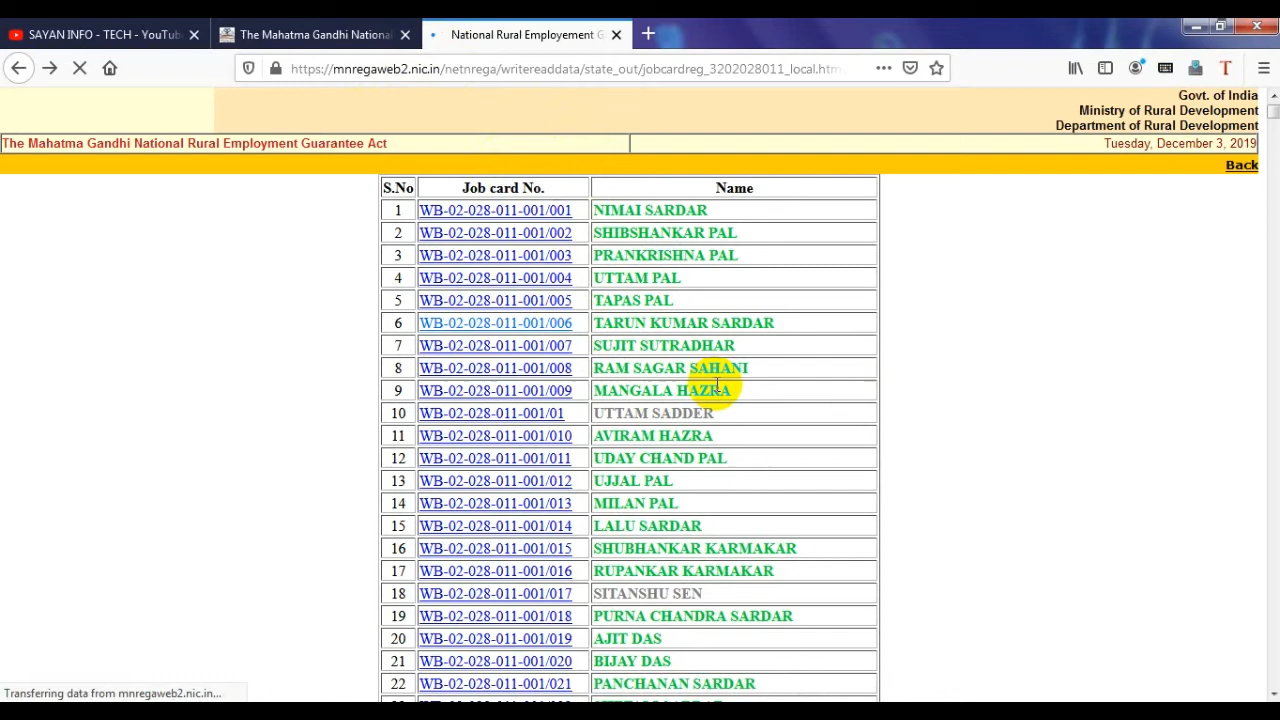 SAYAN INFO - TECH - YouTub
The Mahatma Gandhi National
National Rural Employement G
https://mnregaweb2.nic.in/netnrega/writereaddata/state_out/jobcardreg_3202028011_local.htm
Govt. of India
Ministry of Rural Development
Department of Rural Development
The Mahatma Gandhi National Rural Employment Guarantee Act Tuesday, December 3, 2019
Back
S.No Job card No. Name
1 WB-02-028-011-001/001 NIMAI SARDAR
2 WB-02-028-011-001/002 SHIBSHANKAR PAL
3 WB-02-028-011-001/003 PRANKRISHNA PAL
4 WB-02-028-011-001/004 UTTAM PAL
5 WB-02-028-011-001/005 TAPAS PAL
6 WB-02-028-011-001/006 TARUN KUMAR SARDAR
7 WB-02-028-011-001/007 SUJIT SUTRADHAR
8 WB-02-028-011-001/008 RAM SAGAR SAHANI
9 WB-02-028-011-001/009 MANGALA HAZRA
10 WB-02-028-011-001/01 UTTAM SADDER
11 WB-02-028-011-001/010 AVIRAM HAZRA
12 WB-02-028-011-001/011 UDAY CHAND PAL
13 WB-02-028-011-001/012 UJJAL PAL
14 WB-02-028-011-001/013 MILAN PAL
15 WB-02-028-011-001/014 LALU SARDAR
16 WB-02-028-011-001/015 SHUBHANKAR KARMAKAR
17 WB-02-028-011-001/016 RUPANKAR KARMAKAR
18 WB-02-028-011-001/017 SITANSHU SEN
19 WB-02-028-011-001/018 PURNA CHANDRA SARDAR
20 WB-02-028-011-001/019 AJIT DAS
21 WB-02-028-011-001/020 BIJAY DAS
22 WB-02-028-011-001/021 PANCHANAN SARDAR
Transferring data from mnregaweb2.nic.in...